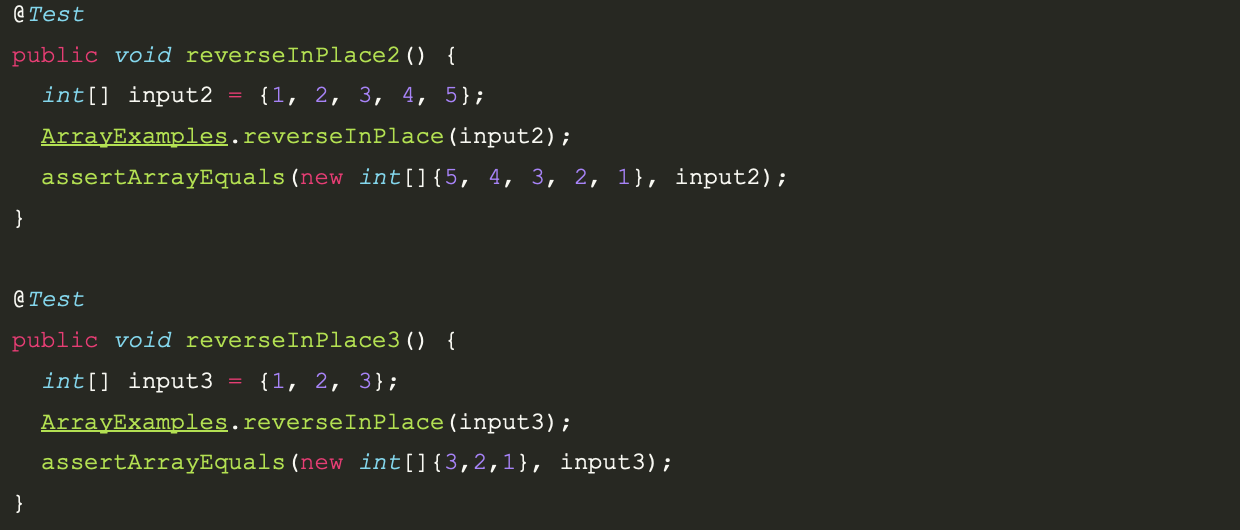 @Test
public void reverseInPlace2() {
  int[] input2 = {1, 2, 3, 4, 5};
  ArrayExamples.reverseInPlace(input2);
  assertArrayEquals(new int[]{5, 4, 3, 2, 1}, input2);
}

@Test
public void reverseInPlace3() {
  int[] input3 = {1, 2, 3};
  ArrayExamples.reverseInPlace(input3);
  assertArrayEquals(new int[]{3,2,1}, input3);
}